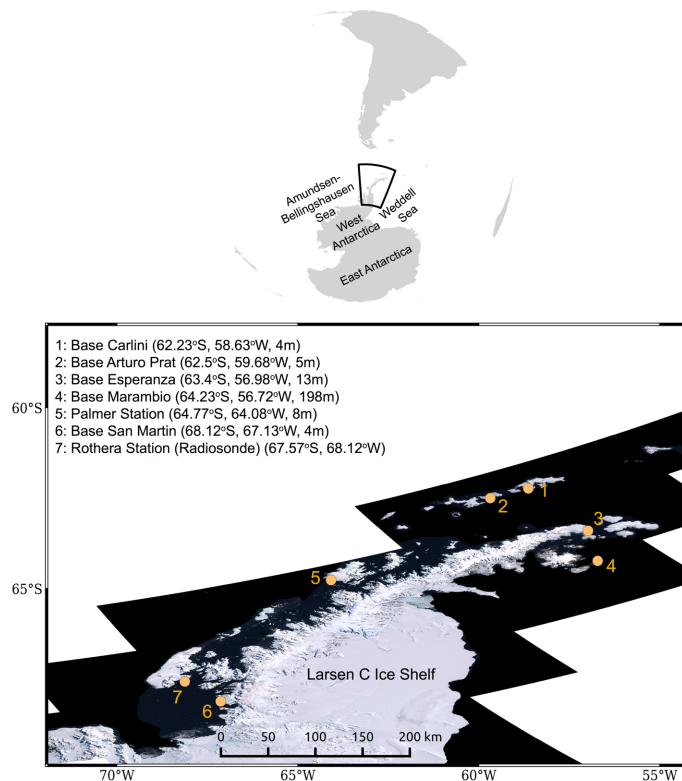 Amundsen-
Bellingshausen
Sea
Weddell
Sea
West
Antarctica
East Antarctica
1: Base Carlini (62.23°S, 58.63°W, 4m)
2: Base Arturo Prat (62.5°S, 59.68°W, 5m)
3: Base Esperanza (63.4°S, 56.98°W, 13m)
4: Base Marambio (64.23°S, 56.72°W, 198m)
5: Palmer Station (64.77°S, 64.08°W, 8m)
6: Base San Martin (68.12°S, 67.13°W, 4m)
7: Rothera Station (Radiosonde) (67.57°S, 68.12°W)
60°S
1
2
3
4
5
65°S
Larsen C Ice Shelf
7
6
0 50 100 150 200 km
70°W 65°W 60°W 55°W